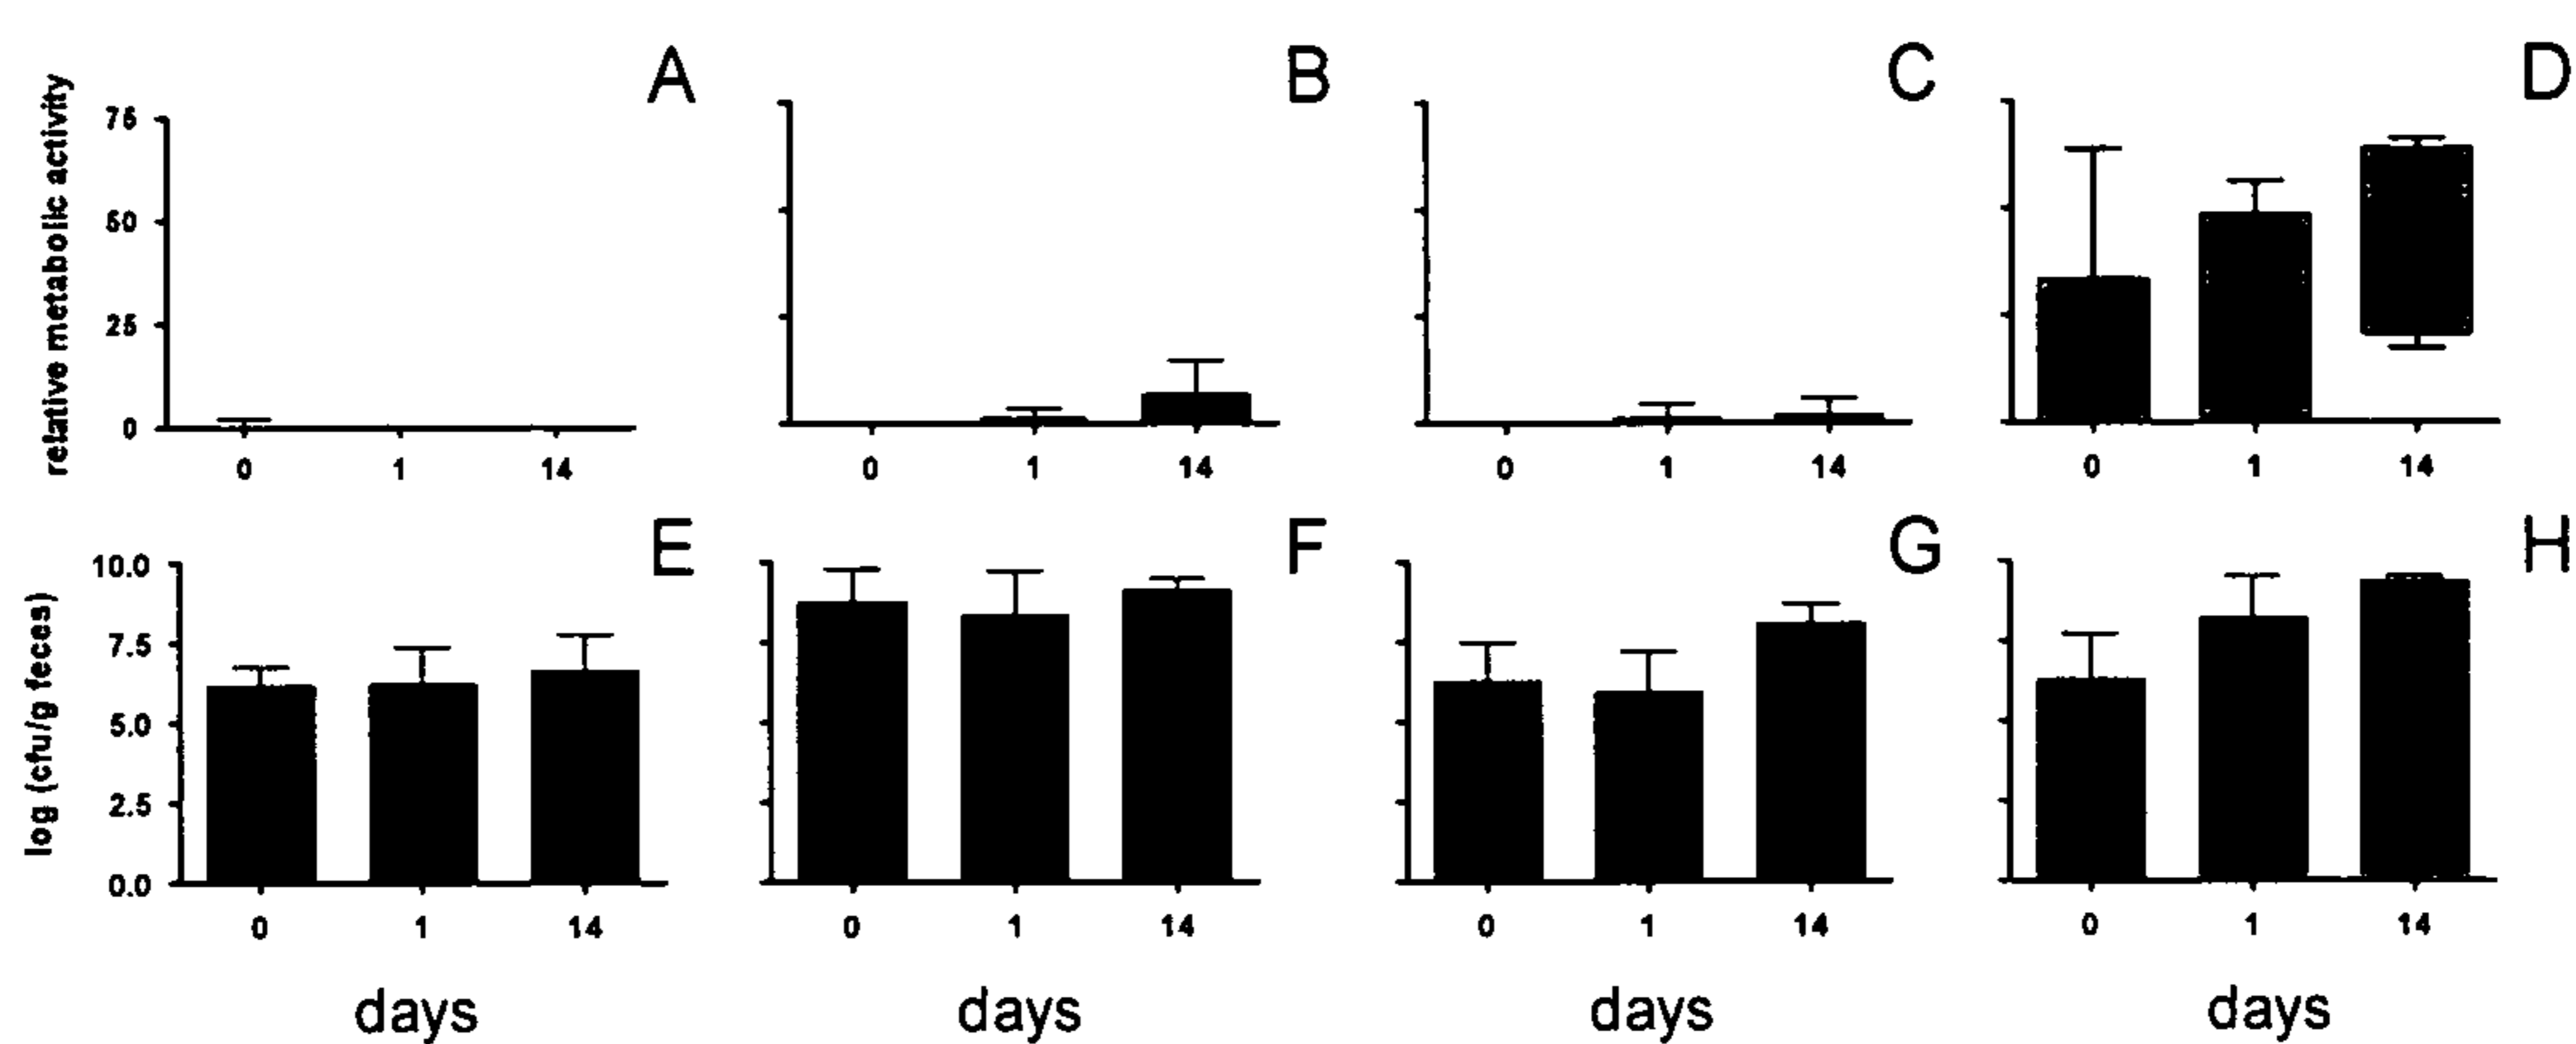 A B C D
relative metabolic activity
75
50
25
0
0 1 14
0 1 14
0 1 14
0 1 14
E F G H
log (cfu/g feces)
10.0
7.5
5.0
2.5
0.0
0 1 14
0 1 14
0 1 14
0 1 14
days days days days